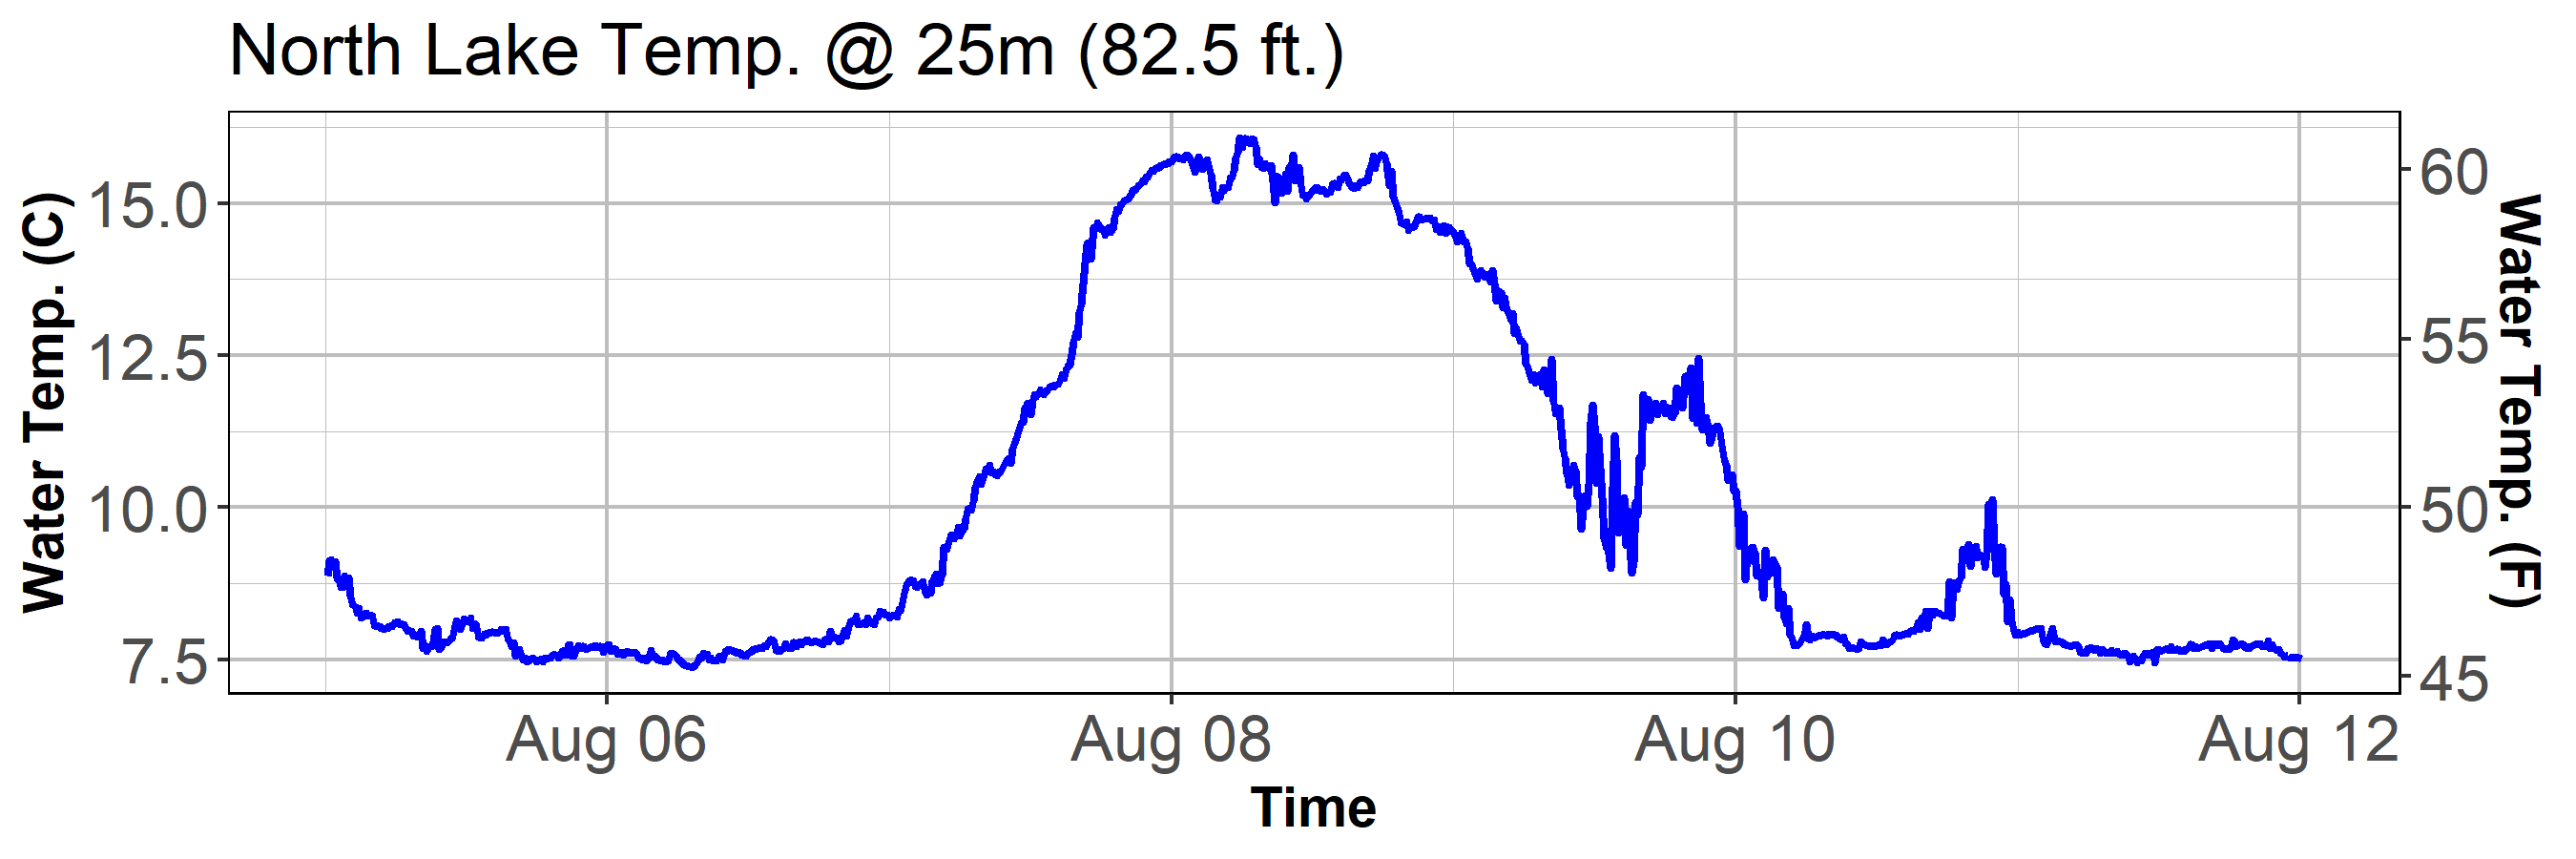 North Lake Temp. @ 25m (82.5 ft.)
Water Temp. (C)
15.0
12.5
10.0
7.5
60
55
50
45
Water Temp. (F)
Aug 06 Aug 08 Aug 10 Aug 12
Time